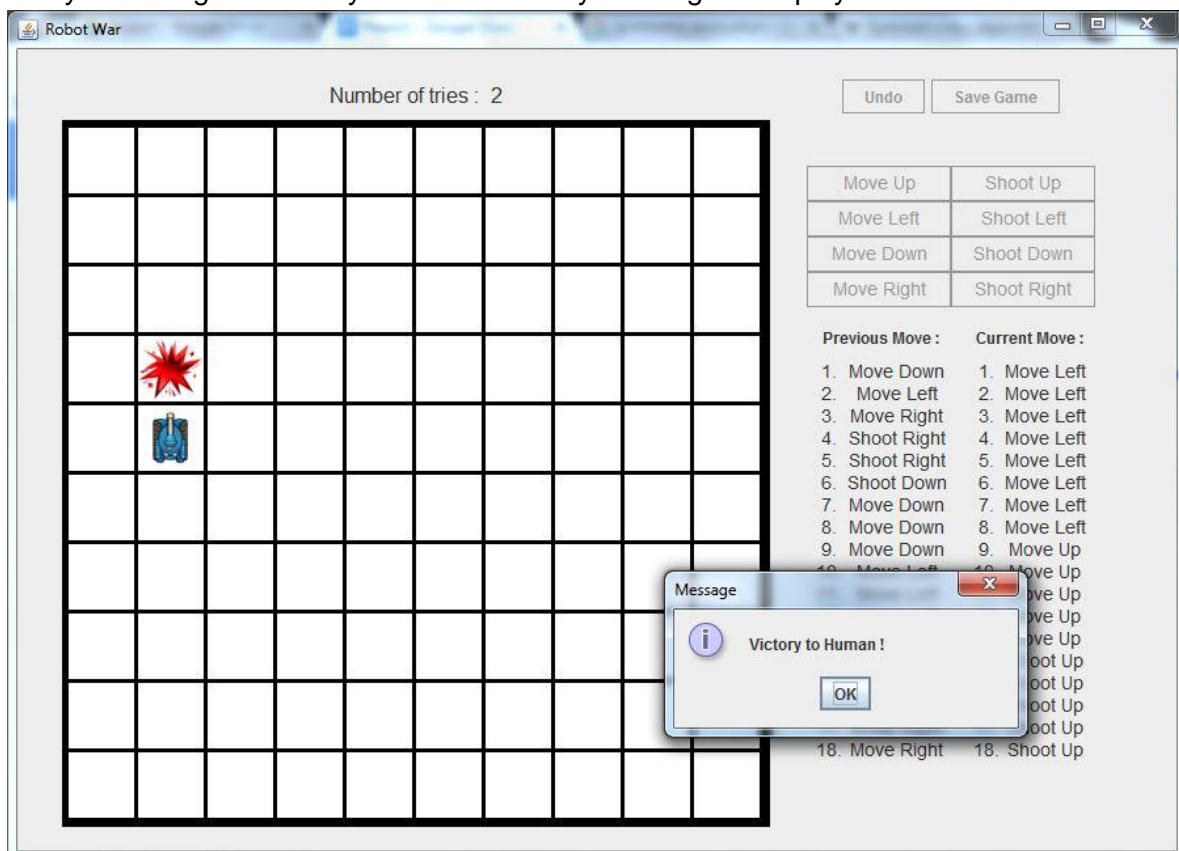 Robot War
Number of tries : 2
Undo Save Game
Move Up Shoot Up
Move Left Shoot Left
Move Down Shoot Down
Move Right Shoot Right
Previous Move : Current Move :
1. Move Down 1. Move Left
2. Move Left 2. Move Left
3. Move Right 3. Move Left
4. Shoot Right 4. Move Left
5. Shoot Right 5. Move Left
6. Shoot Down 6. Move Left
7. Move Down 7. Move Left
8. Move Down 8. Move Left
9. Move Down 9. Move Up
Move Up
Message
Victory to Human !
OK
18. Move Right 18. Shoot Up